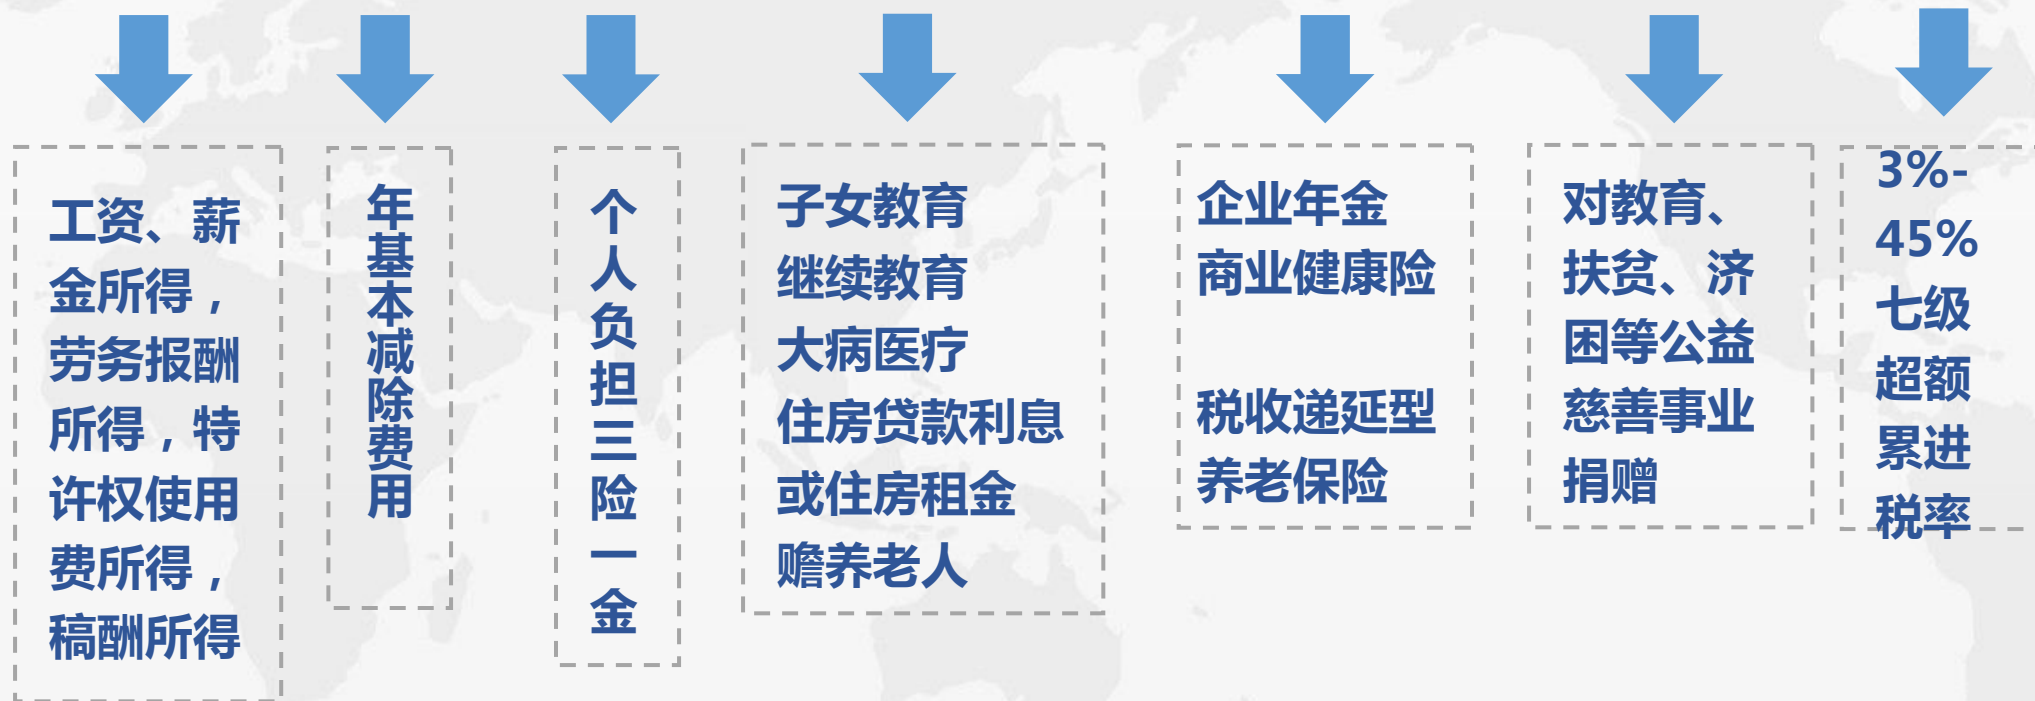 工资、薪
金所得，
劳务报酬
所得，特
许权使用
费所得，
稿酬所得
年基本减除费用
个人负担三险一金
子女教育
继续教育
大病医疗
住房贷款利息
或住房租金
赡养老人
企业年金
商业健康险
税收递延型
养老保险
对教育、
扶贫、济
困等公益
慈善事业
捐赠
3%-
45%
七级
超额
累进
税率